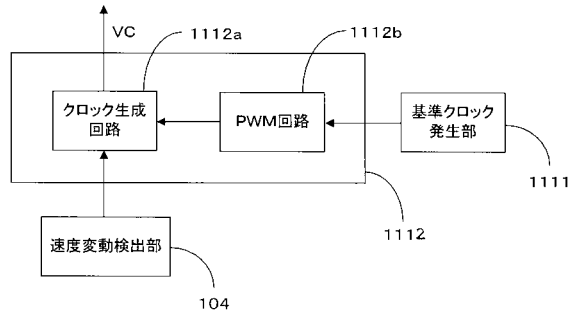 VC
1112a
1112b
クロック生成
回路
PWM回路
基準クロック
発生部
1111
1112
速度変動検出部
104